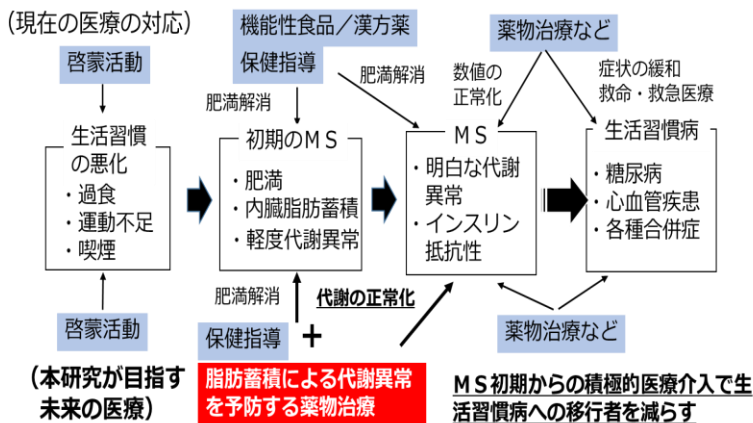 (現在の医療の対応)
啓蒙活動
機能性食品／漢方薬
保健指導
薬物治療など
肥満解消
肥満解消
数値の
正常化
症状の緩和
救命・救急医療
生活習慣
の悪化
・過食
・運動不足
・喫煙
初期のＭＳ
・肥満
・内臓脂肪蓄積
・軽度代謝異常
ＭＳ
・明白な代謝
異常
・インスリン
抵抗性
生活習慣病
・糖尿病
・心血管疾患
・各種合併症
肥満解消
代謝の正常化
啓蒙活動
保健指導
+
薬物治療など
(本研究が目指す
未来の医療)
脂肪蓄積による代謝異常
を予防する薬物治療
ＭＳ初期からの積極的医療介入で生
活習慣病への移行者を減らす